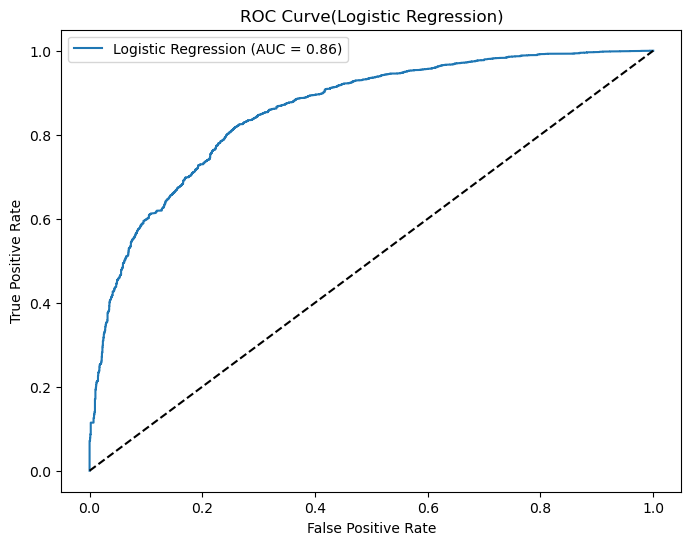 ROC Curve(Logistic Regression)
Logistic Regression (AUC = 0.86)
True Positive Rate
1.0
0.8
0.6
0.4
0.2
0.0
0.0 0.2 0.4 0.6 0.8 1.0
False Positive Rate